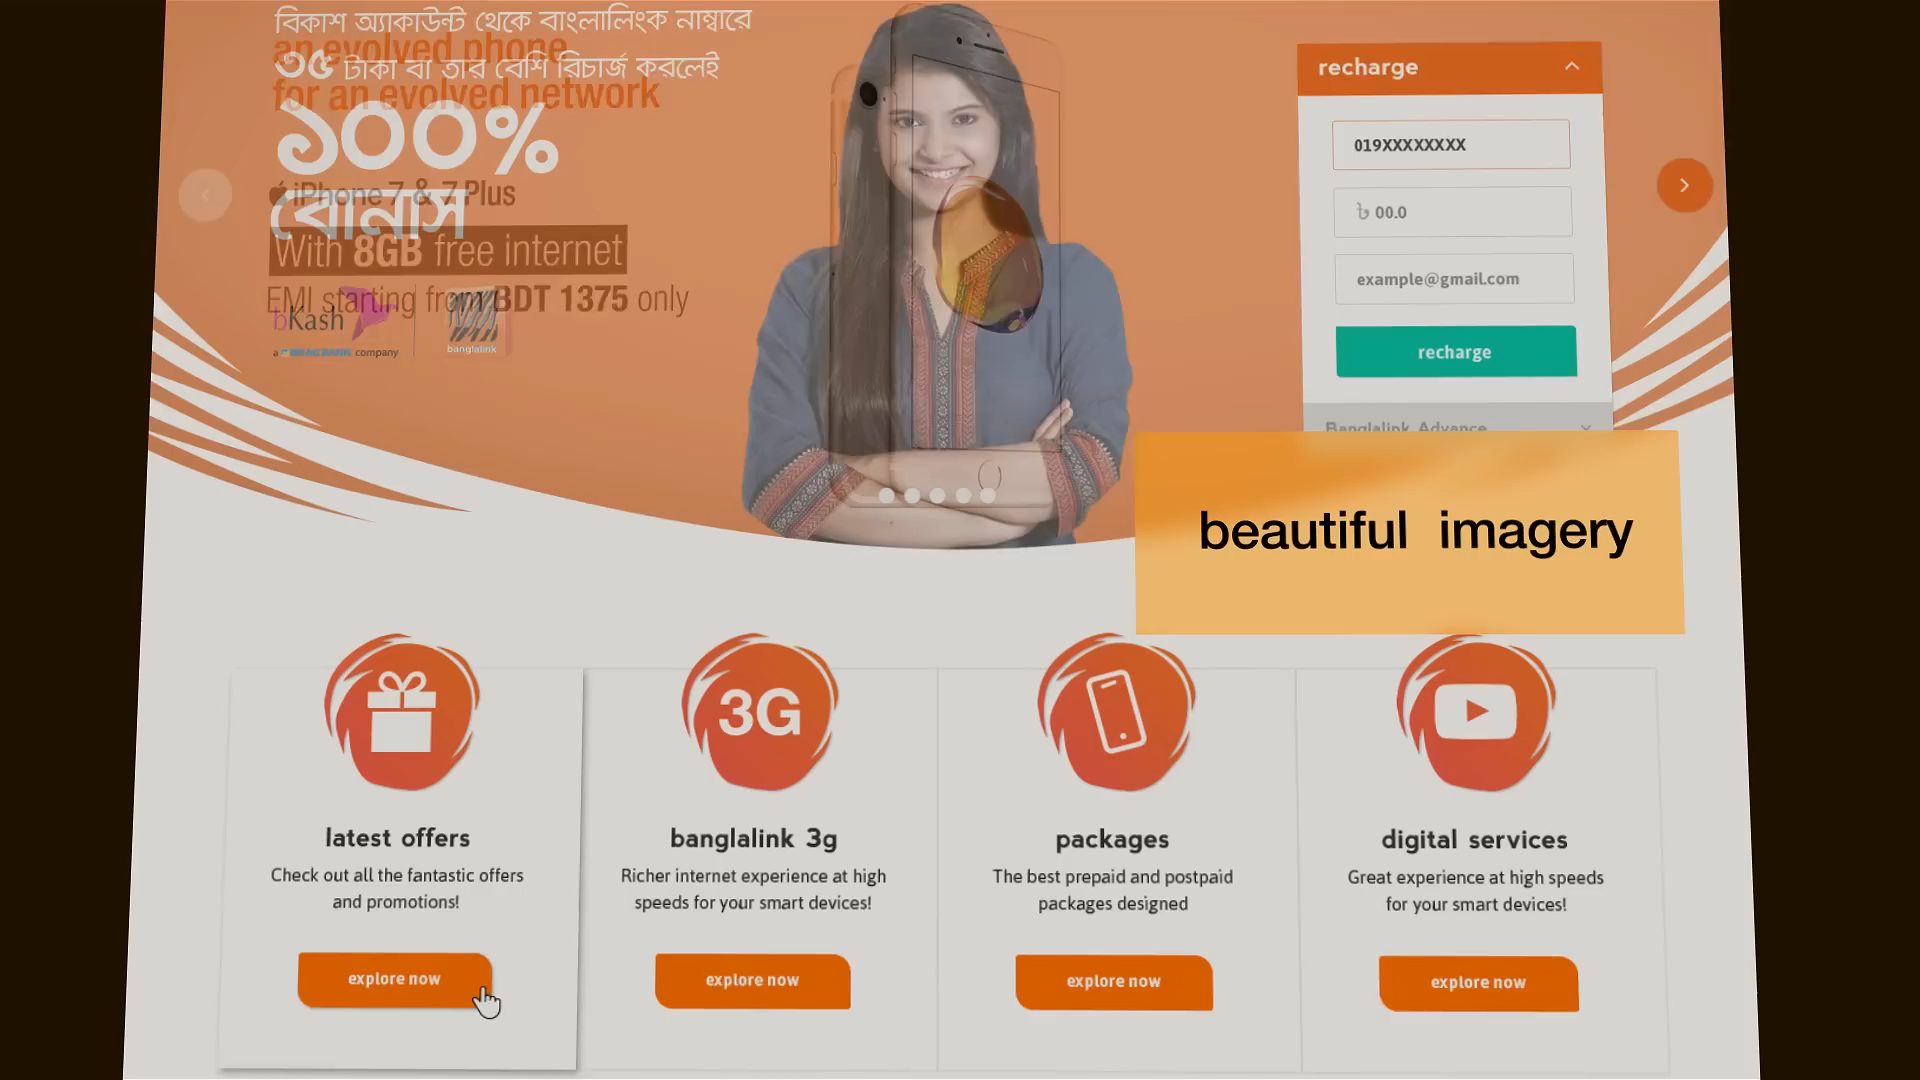 বিকাশ অ্যাকাউন্ট থেকে বাংলালিংক নাম্বারে
an evolved phone
৩৫ টাকা বা তার বেশি রিচার্জ করলেই
for an evolved network
১০০%
iPhone 7 & 7 Plus
বোনাস
With 8GB free internet
EMI starting from BDT 1375 only
bKash
a BRAC BANK company
banglalink
recharge
019XXXXXXXX
৳ 00.0
example@gmail.com
recharge
Banglalink Advance
beautiful imagery
3G
latest offers
Check out all the fantastic offers
and promotions!
explore now
banglalink 3g
Richer internet experience at high
speeds for your smart devices!
explore now
packages
The best prepaid and postpaid
packages designed
explore now
digital services
Great experience at high speeds
for your smart devices!
explore now